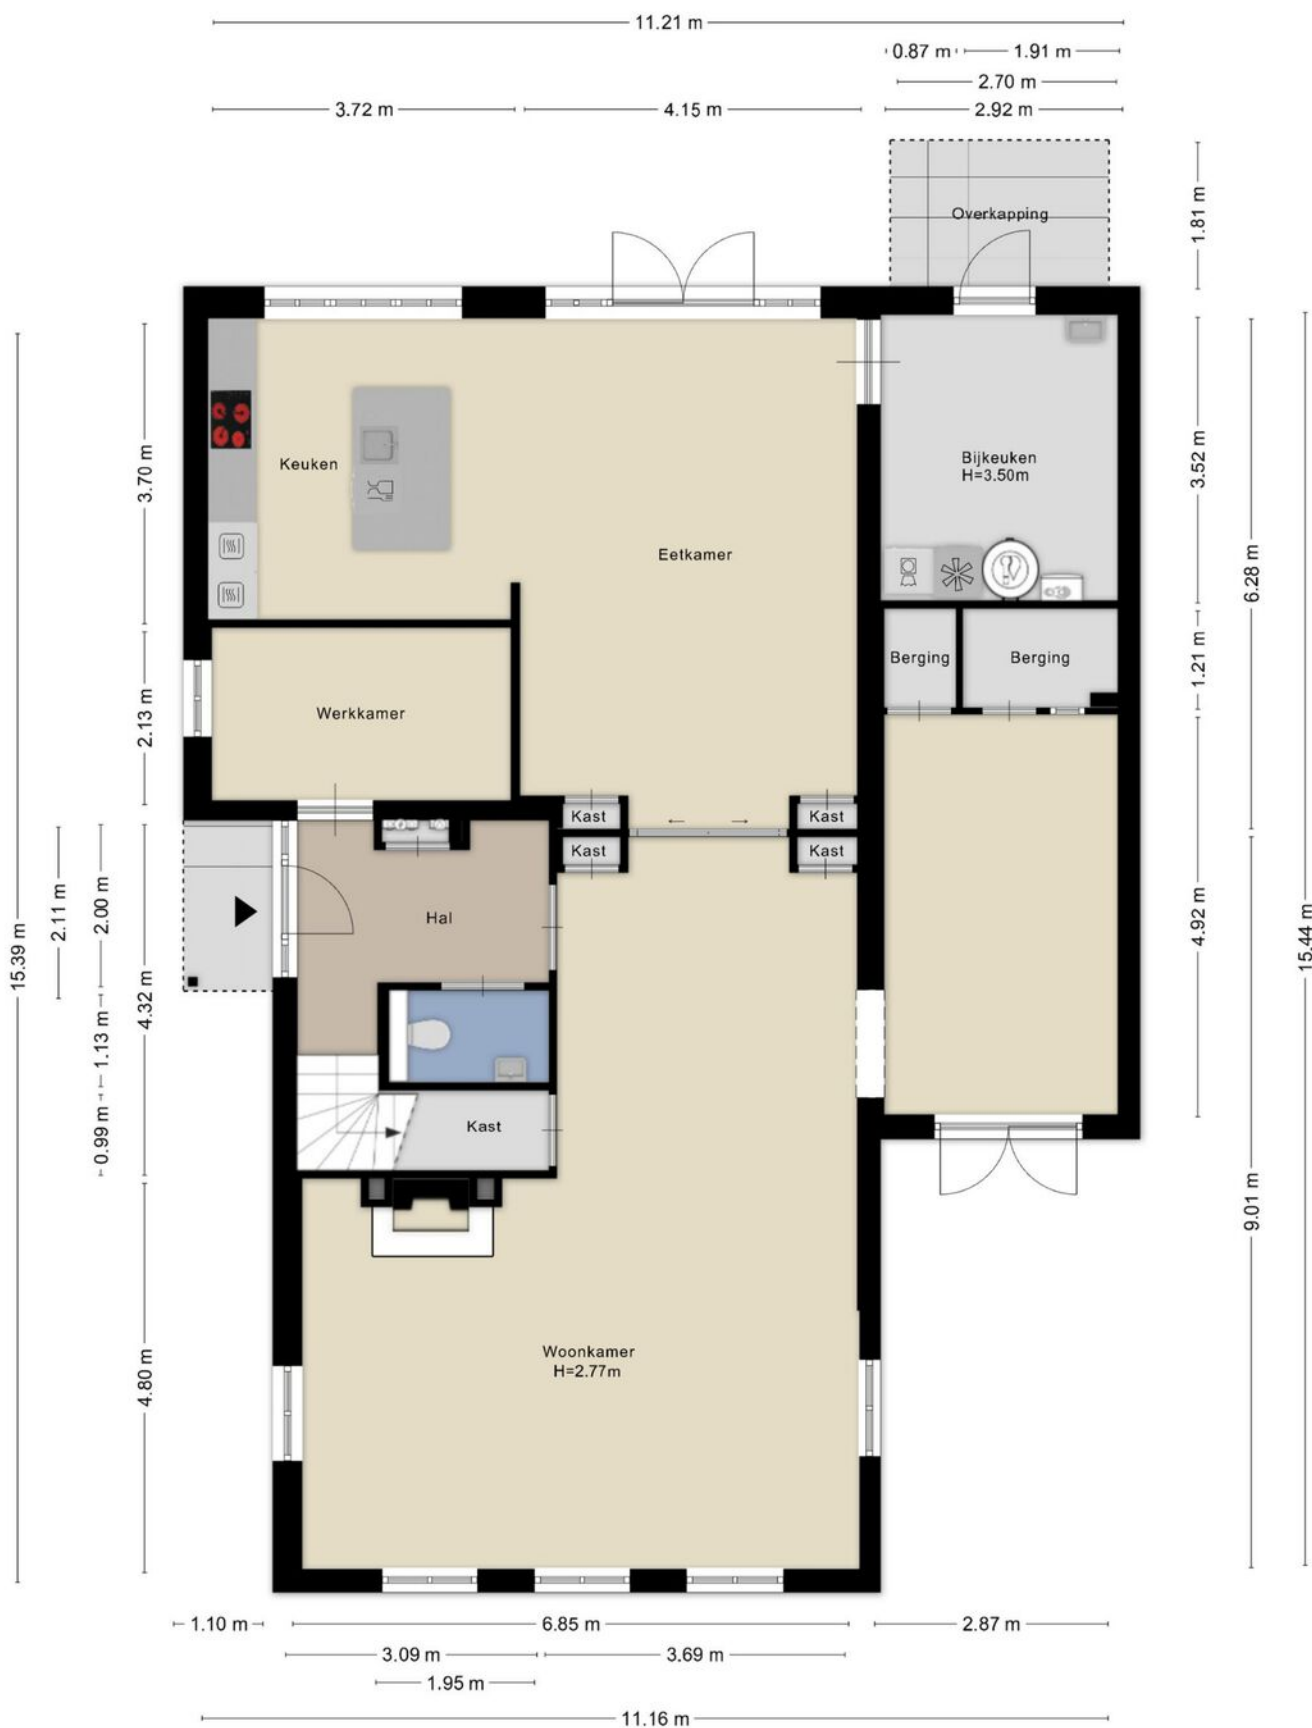 11.21 m
0.87 m
1.91 m
2.70 m
3.72 m
4.15 m
2.92 m
1.81 m
Overkapping
15.39 m
3.70 m
Keuken
Eetkamer
Bijkeuken
H=3.50m
3.52 m
6.28 m
15.44 m
Berging
Berging
1.21 m
2.13 m
Werkkamer
Kast
Kast
Kast
Kast
2.11 m
2.00 m
4.32 m
Hal
4.92 m
1.13 m
0.99 m
Kast
9.01 m
4.80 m
Woonkamer
H=2.77m
1.10 m
6.85 m
2.87 m
3.09 m
3.69 m
1.95 m
11.16 m